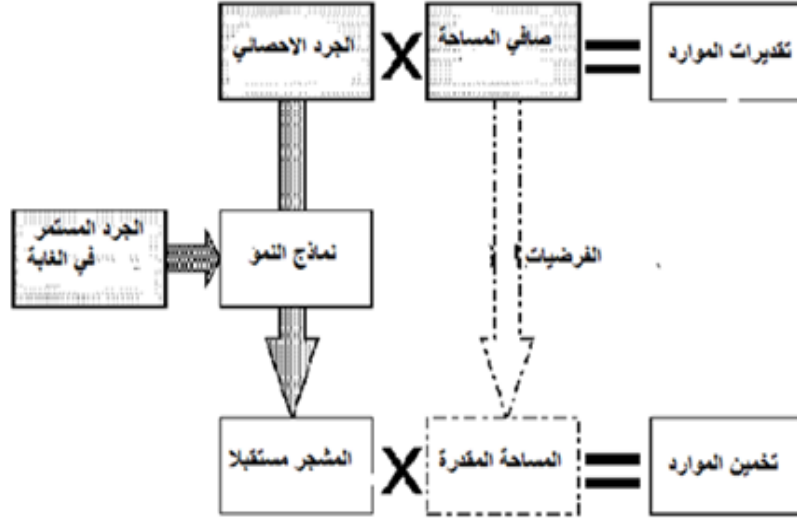 الجرد الاحصائي
X
صافي المساحة
=
تقديرات الموارد
الجرد المستمر
في الغابة
نماذج النمو
الفرضيات
المشجر مستقبلا
X
المساحة المقدرة
=
تخمين الموارد